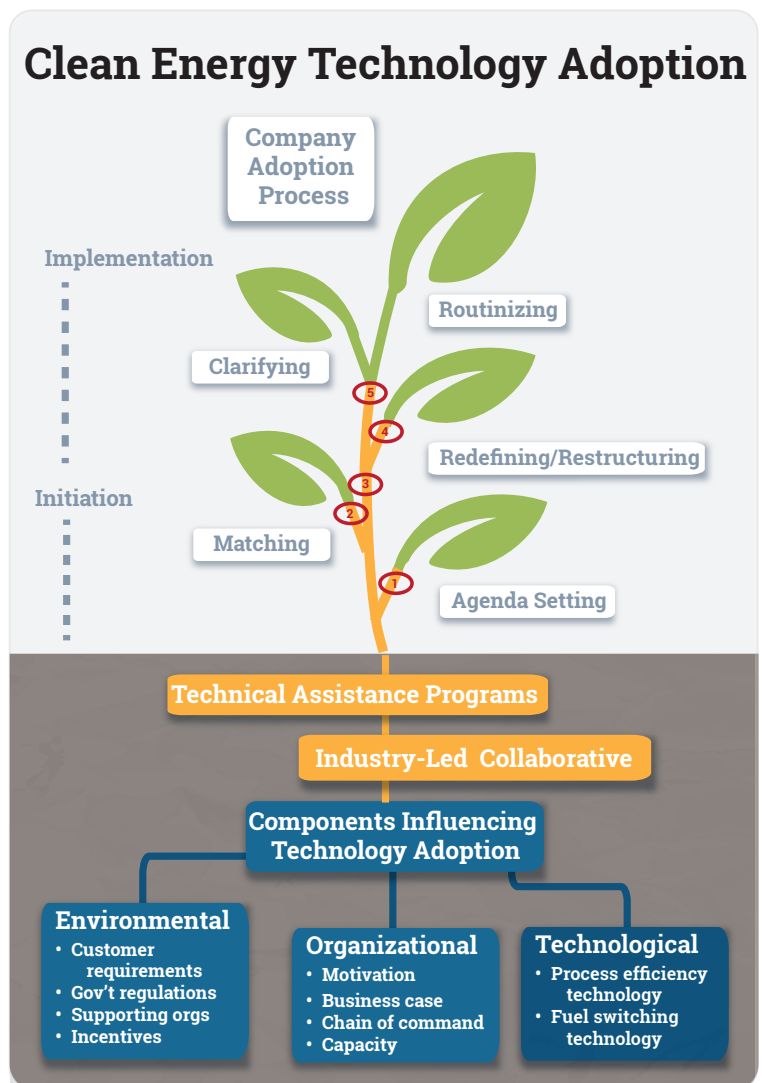 Clean Energy Technology Adoption
Company
Adoption
Process
Implementation
Routinizing
Clarifying
5
4
Redefining/Restructuring
3
Initiation
2
Matching
1
Agenda Setting
Technical Assistance Programs
Industry-Led Collaborative
Components Influencing
Technology Adoption
Environmental
• Customer
requirements
• Gov't regulations
• Supporting orgs
• Incentives
Organizational
• Motivation
• Business case
• Chain of command
• Capacity
Technological
• Process efficiency
technology
• Fuel switching
technology